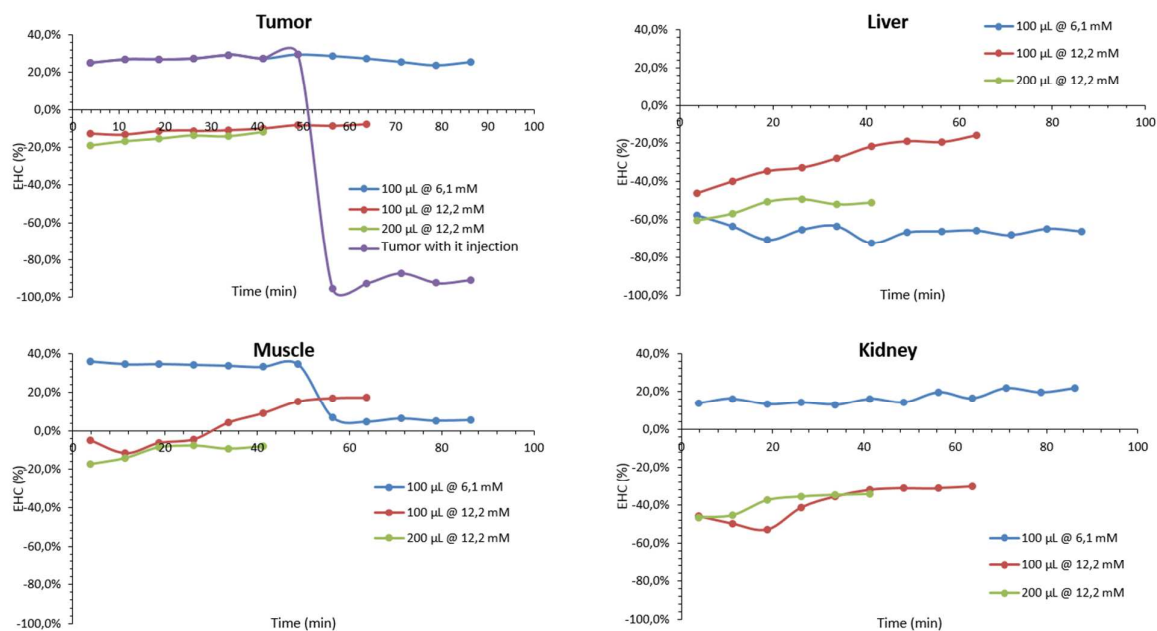 Tumor
40,0%
20,0%
0,0%
-20,0%
-40,0%
-60,0%
-80,0%
-100,0%
EHC (%)
0 10 20 30 40 50 60 70 80 90 100
100 µL @ 6,1 mM
100 µL @ 12,2 mM
200 µL @ 12,2 mM
Tumor with it injection
Time (min)
Liver
40,0%
20,0%
0,0%
-20,0%
-40,0%
-60,0%
-80,0%
-100,0%
EHC (%)
0 20 40 60 80 100
100 µL @ 6,1 mM
100 µL @ 12,2 mM
200 µL @ 12,2 mM
Time (min)
Muscle
40,0%
20,0%
0,0%
-20,0%
-40,0%
-60,0%
-80,0%
-100,0%
EHC (%)
0 20 40 60 80 100
100 µL @ 6,1 mM
100 µL @ 12,2 mM
200 µL @ 12,2 mM
Time (min)
Kidney
40,0%
20,0%
0,0%
-20,0%
-40,0%
-60,0%
-80,0%
-100,0%
EHC (%)
0 20 40 60 80 100
100 µL @ 6,1 mM
100 µL @ 12,2 mM
200 µL @ 12,2 mM
Time (min)